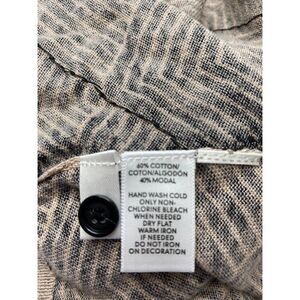 60% COTTON/
COTON/ALGODÓN
40% MODAL
HAND WASH COLD
ONLY NON-
CHLORINE BLEACH
WHEN NEEDED
DRY FLAT
WARM IRON
IF NEEDED
DO NOT IRON
ON DECORATION